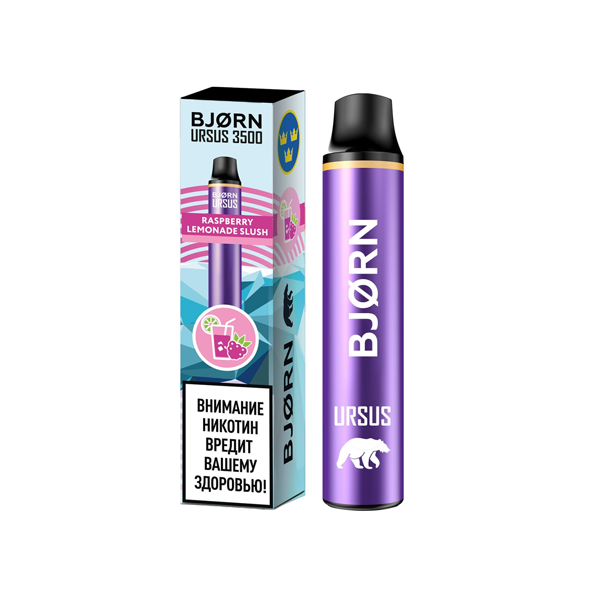 BJØRN
URSUS 3500
BJØRN
URSUS
RASPBERRY
LEMONADE SLUSH
BJØRN
ВНИМАНИЕ
НИКОТИН
ВРЕДИТ
ВАШЕМУ
ЗДОРОВЬЮ!
BJØRN
URSUS